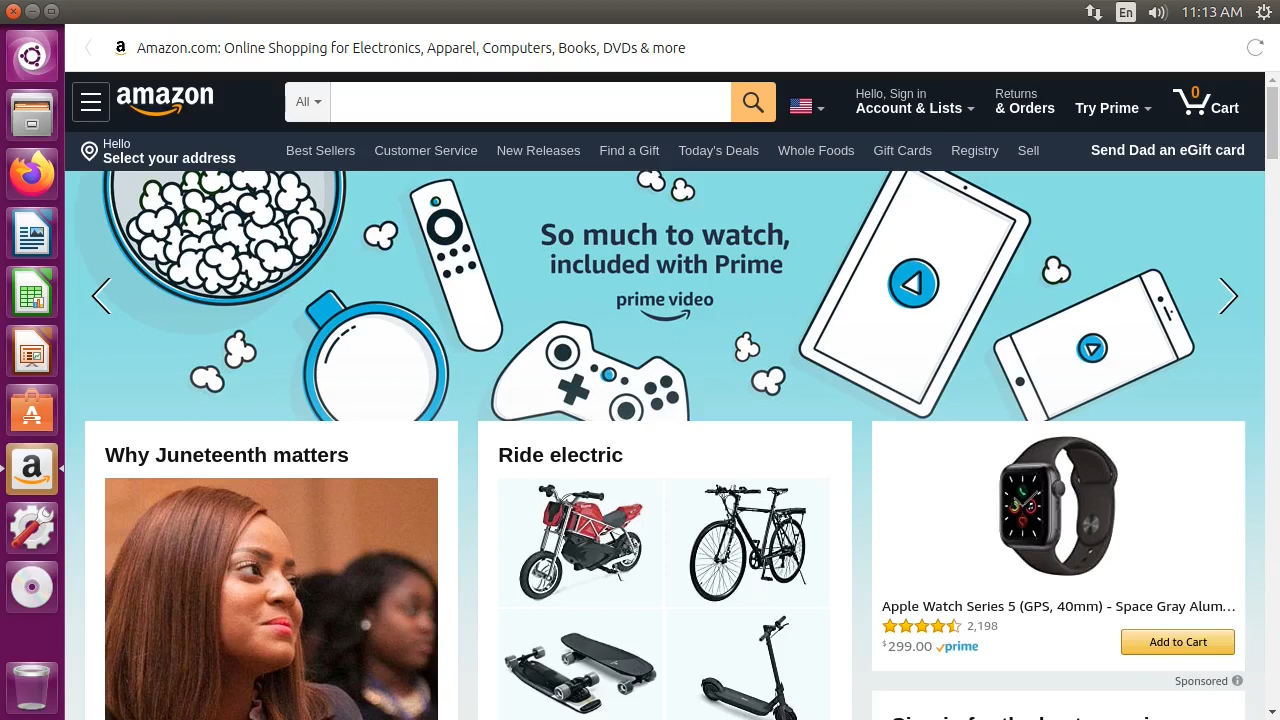 En
11:13 AM
Amazon.com: Online Shopping for Electronics, Apparel, Computers, Books, DVDs & more
amazon
All
Hello, Sign in
Account & Lists
Returns
& Orders
Try Prime
0
Cart
Hello
Select your address
Best Sellers
Customer Service
New Releases
Find a Gift
Today's Deals
Whole Foods
Gift Cards
Registry
Sell
Send Dad an eGift card
So much to watch,
included with Prime
prime video
Why Juneteenth matters
Ride electric
Apple Watch Series 5 (GPS, 40mm) - Space Gray Alum...
2,198
$299.00 prime
Add to Cart
Sponsored